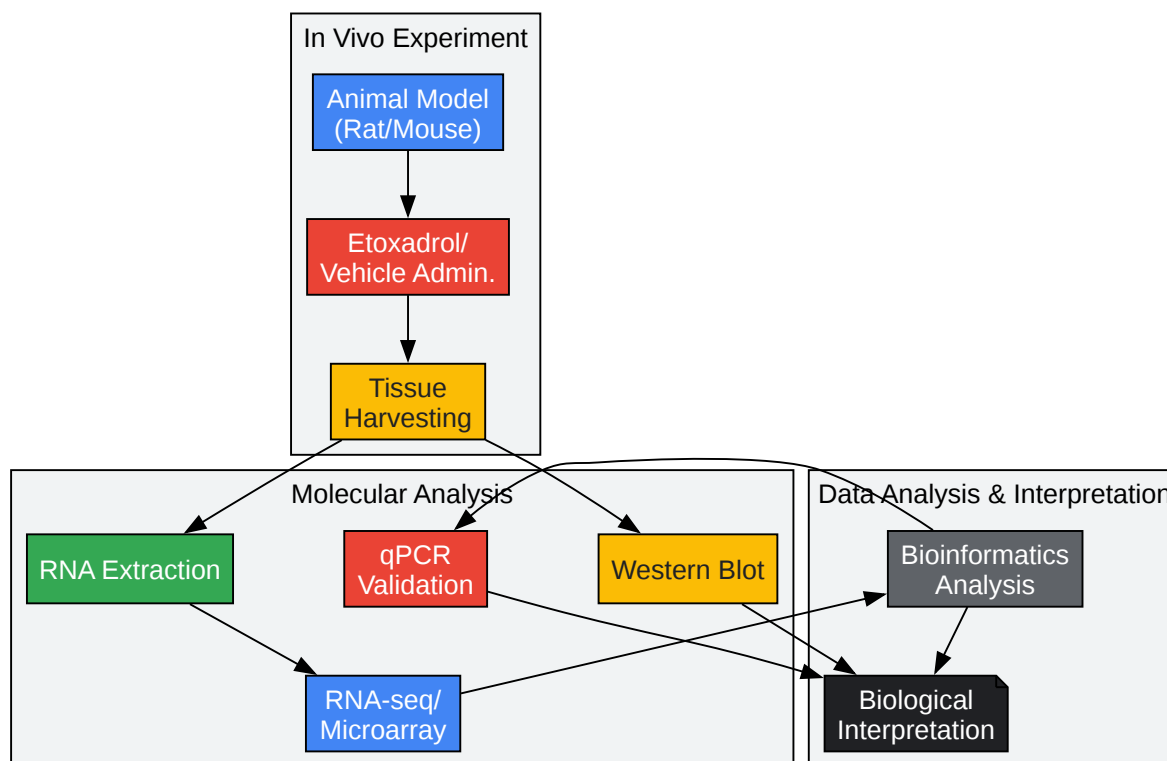 In Vivo Experiment
Animal Model
(Rat/Mouse)
Etoxadrol/
Vehicle Admin.
Tissue
Harvesting
Molecular Analysis
RNA Extraction
qPCR
Validation
Western Blot
RNA-seq/
Microarray
Data Analysis & Interpretation
Bioinformatics
Analysis
Biological
Interpretation